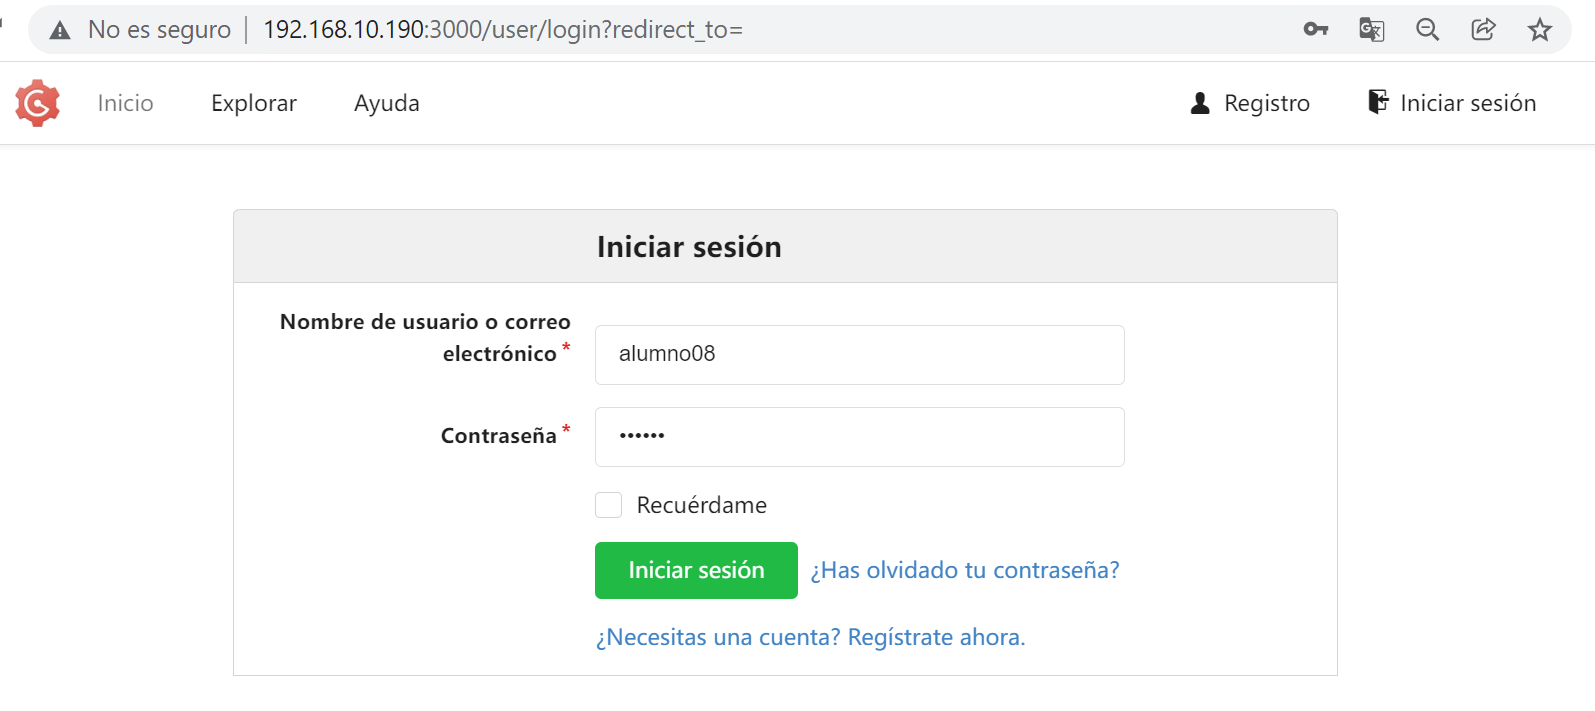 No es seguro | 192.168.10.190:3000/user/login?redirect_to=
Inicio Explorar Ayuda Registro Iniciar sesión
Iniciar sesión
Nombre de usuario o correo
electrónico *
alumno08
Contraseña *
••••••
Recuérdame
Iniciar sesión ¿Has olvidado tu contraseña?
¿Necesitas una cuenta? Regístrate ahora.